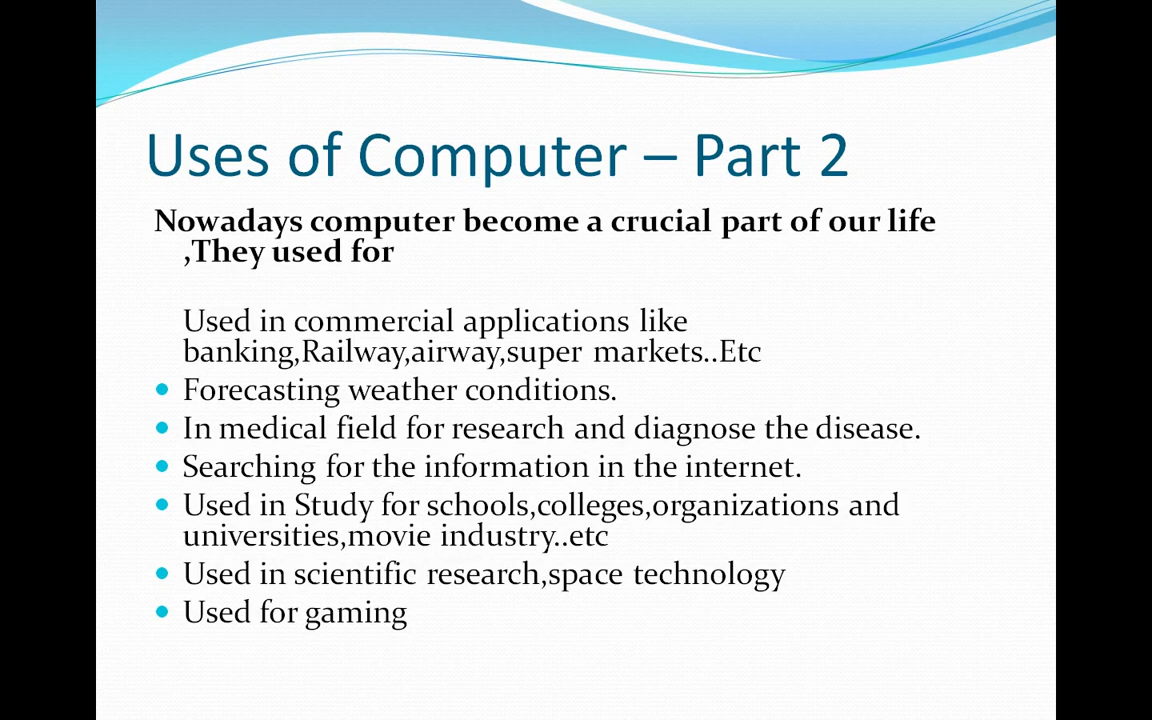 Uses of Computer – Part 2
Nowadays computer become a crucial part of our life
,They used for
Used in commercial applications like
banking,Railway,airway,super markets..Etc
Forecasting weather conditions.
In medical field for research and diagnose the disease.
Searching for the information in the internet.
Used in Study for schools,colleges,organizations and
universities,movie industry..etc
Used in scientific research,space technology
Used for gaming